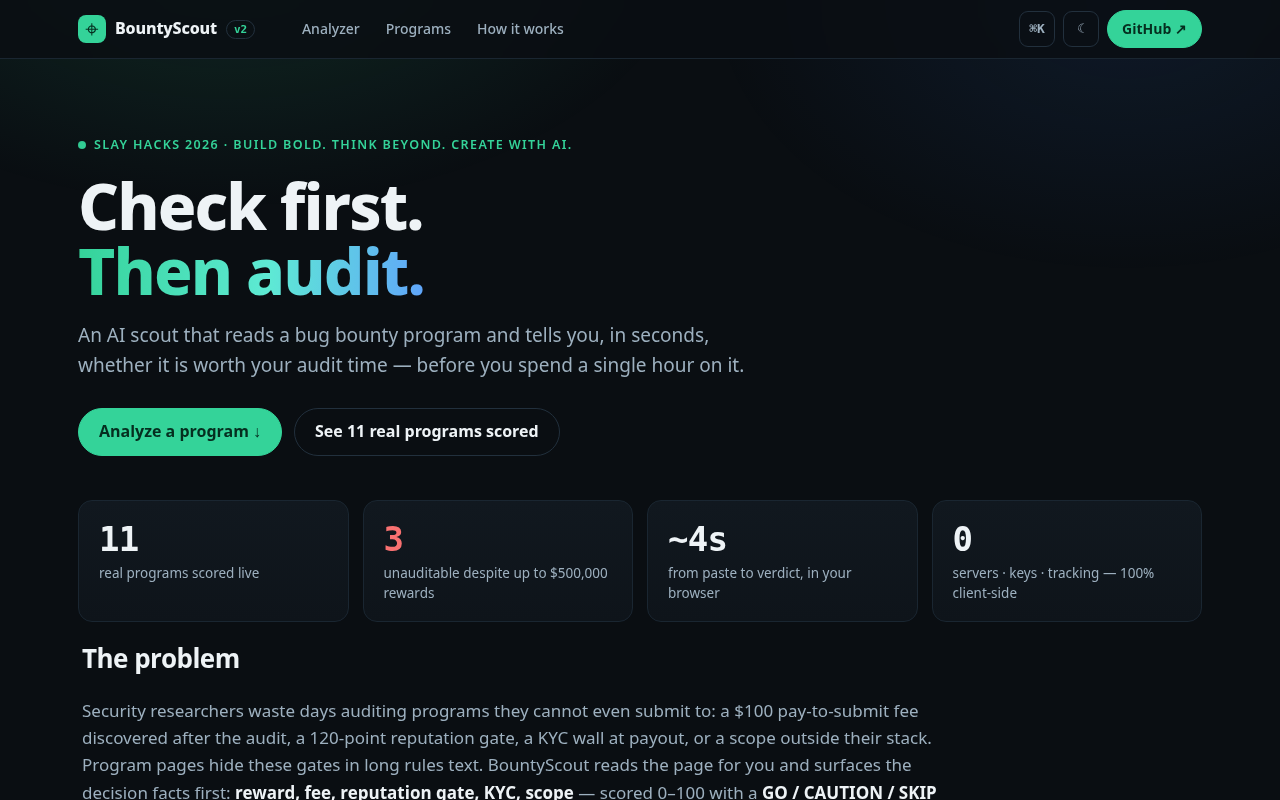 BountyScout v2 Analyzer Programs How it works ⌘K ☾ GitHub ↗
SLAY HACKS 2026 · BUILD BOLD. THINK BEYOND. CREATE WITH AI.
Check first.
Then audit.
An AI scout that reads a bug bounty program and tells you, in seconds,
whether it is worth your audit time — before you spend a single hour on it.
Analyze a program ↓ See 11 real programs scored
11
real programs scored live
3
unauditable despite up to $500,000
rewards
~4s
from paste to verdict, in your
browser
0
servers · keys · tracking — 100%
client-side
The problem
Security researchers waste days auditing programs they cannot even submit to: a $100 pay-to-submit fee
discovered after the audit, a 120-point reputation gate, a KYC wall at payout, or a scope outside their stack.
Program pages hide these gates in long rules text. BountyScout reads the page for you and surfaces the
decision facts first: reward, fee, reputation gate, KYC, scope — scored 0–100 with a GO / CAUTION / SKIP